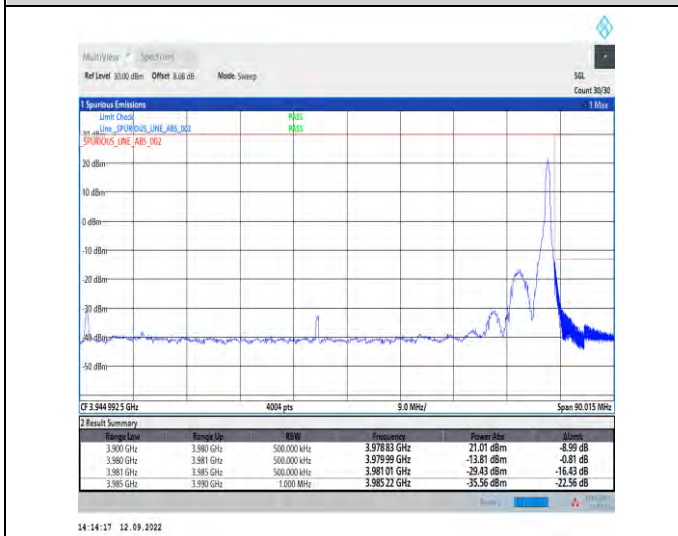 MultiView Spectrum
Ref Level 30.00 dBm Offset 8.08 dB Mode Sweep SGL
Count 30/30
1 Spurious Emissions 1 Max
Limit Check PASS
Line _SPURIOUS_LINE_ABS_002 PASS
_SPURIOUS_LINE_ABS_002
20 dBm
10 dBm
0 dBm
-10 dBm
-20 dBm
-30 dBm
-40 dBm
-50 dBm
CF 3.944 992 5 GHz 4004 pts 9.0 MHz/ Span 90.015 MHz
2 Result Summary
Range Low Range Up RBW Frequency Power Abs ΔLimit
3.900 GHz 3.980 GHz 500.000 kHz 3.978 83 GHz 21.01 dBm -8.99 dB
3.980 GHz 3.981 GHz 500.000 kHz 3.979 99 GHz -13.81 dBm -0.81 dB
3.981 GHz 3.985 GHz 500.000 kHz 3.981 01 GHz -29.43 dBm -16.43 dB
3.985 GHz 3.990 GHz 1.000 MHz 3.985 22 GHz -35.56 dBm -22.56 dB
14:14:17 12.09.2022